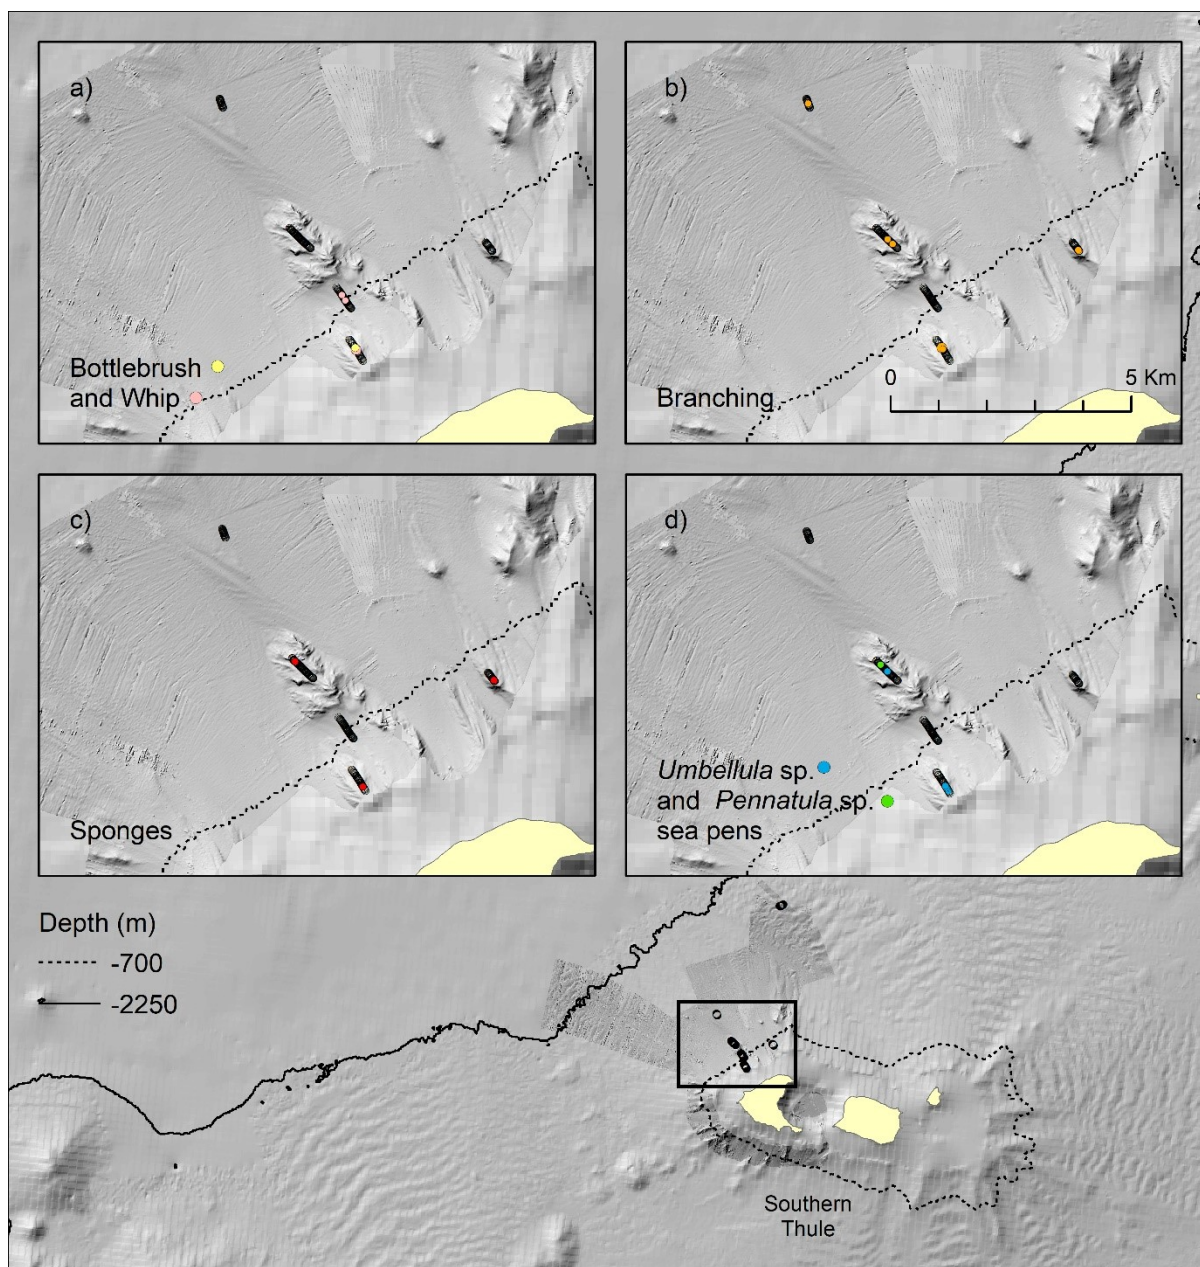 a)
Bottlebrush
and Whip
b)
Branching
0
5 Km
c)
Sponges
d)
Umbellula sp.
and Pennatula sp.
sea pens
Depth (m)
-700
-2250
Southern
Thule